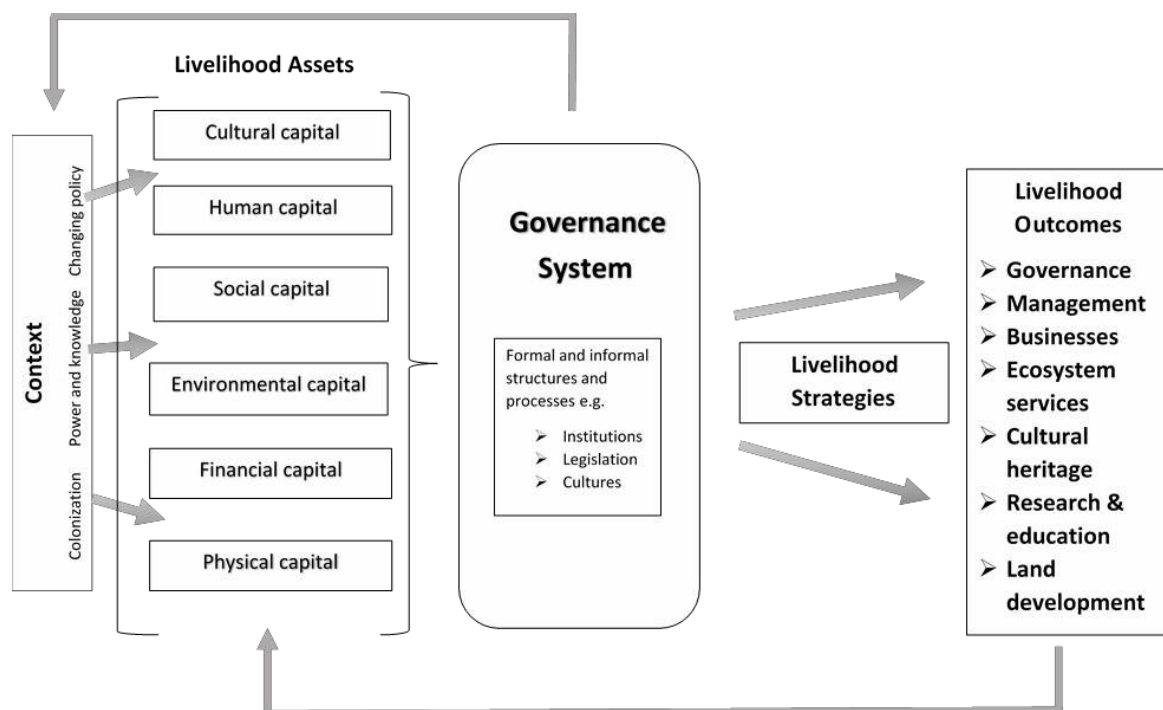 Livelihood Assets
Context
Changing policy
Power and knowledge
Colonization
Cultural capital
Human capital
Social capital
Environmental capital
Financial capital
Physical capital
Governance
System
Formal and informal
structures and
processes e.g.
➢ Institutions
➢ Legislation
➢ Cultures
Livelihood
Strategies
Livelihood
Outcomes
➢ Governance
➢ Management
➢ Businesses
➢ Ecosystem
services
➢ Cultural
heritage
➢ Research &
education
➢ Land
development